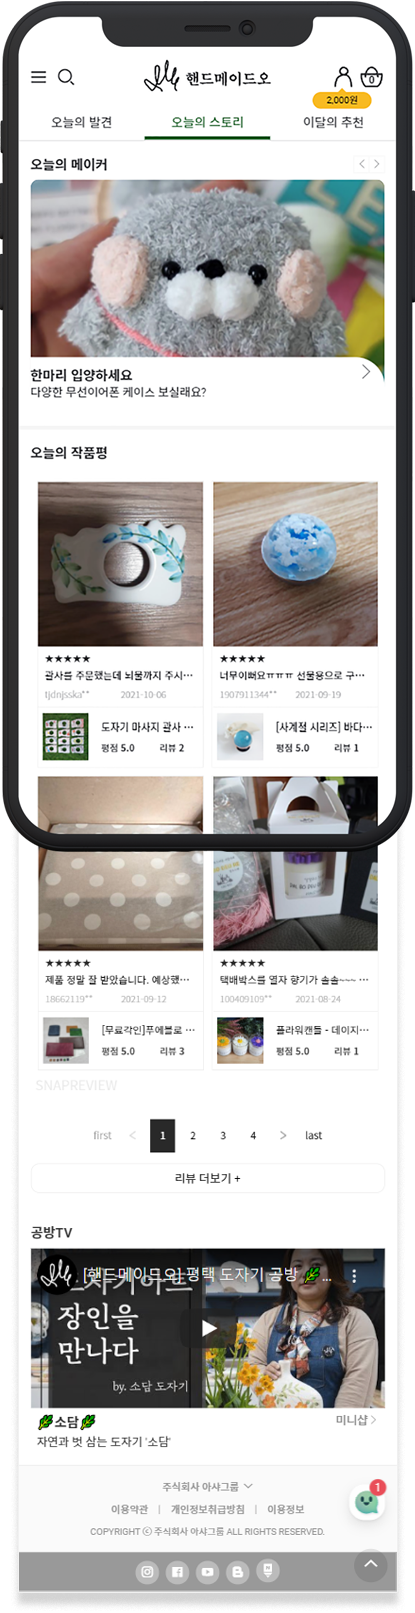 핸드메이드오
0
2,000원
오늘의 발견
오늘의 스토리
이달의 추천
오늘의 메이커
한마리 입양하세요
다양한 무선이어폰 케이스 보실래요?
오늘의 작품평
★★★★★
괄사를 주문했는데 뇌물까지 주시…
tjdnjsska**
2021-10-06
도자기 마사지 괄사 …
평점 5.0
리뷰 2
★★★★★
너무이뻐요ㅠㅠㅠ 선물용으로 구…
1907911344**
2021-09-19
[사계절 시리즈] 바다…
평점 5.0
리뷰 1
★★★★★
제품 정말 잘 받았습니다. 예상했…
18662119**
2021-09-12
[무료각인]푸에블로 …
평점 5.0
리뷰 3
★★★★★
택배박스를 열자 향기가 솔솔~~~ …
100409109**
2021-08-24
플라워캔들 - 데이지…
평점 5.0
리뷰 1
SNAPREVIEW
first
<
1
2
3
4
>
last
리뷰 더보기 +
공방TV
[핸드메이드오] 평택 도자기 공방 🌿 ...
도자기아트
장인을
만나다
by. 소담 도자기
🌿소담🌿
미니샵 >
자연과 벗 삼는 도자기 '소담'
주식회사 아샤그룹
이용약관 | 개인정보취급방침 | 이용정보
COPYRIGHT ⓒ 주식회사 아샤그룹 ALL RIGHTS RESERVED.
1